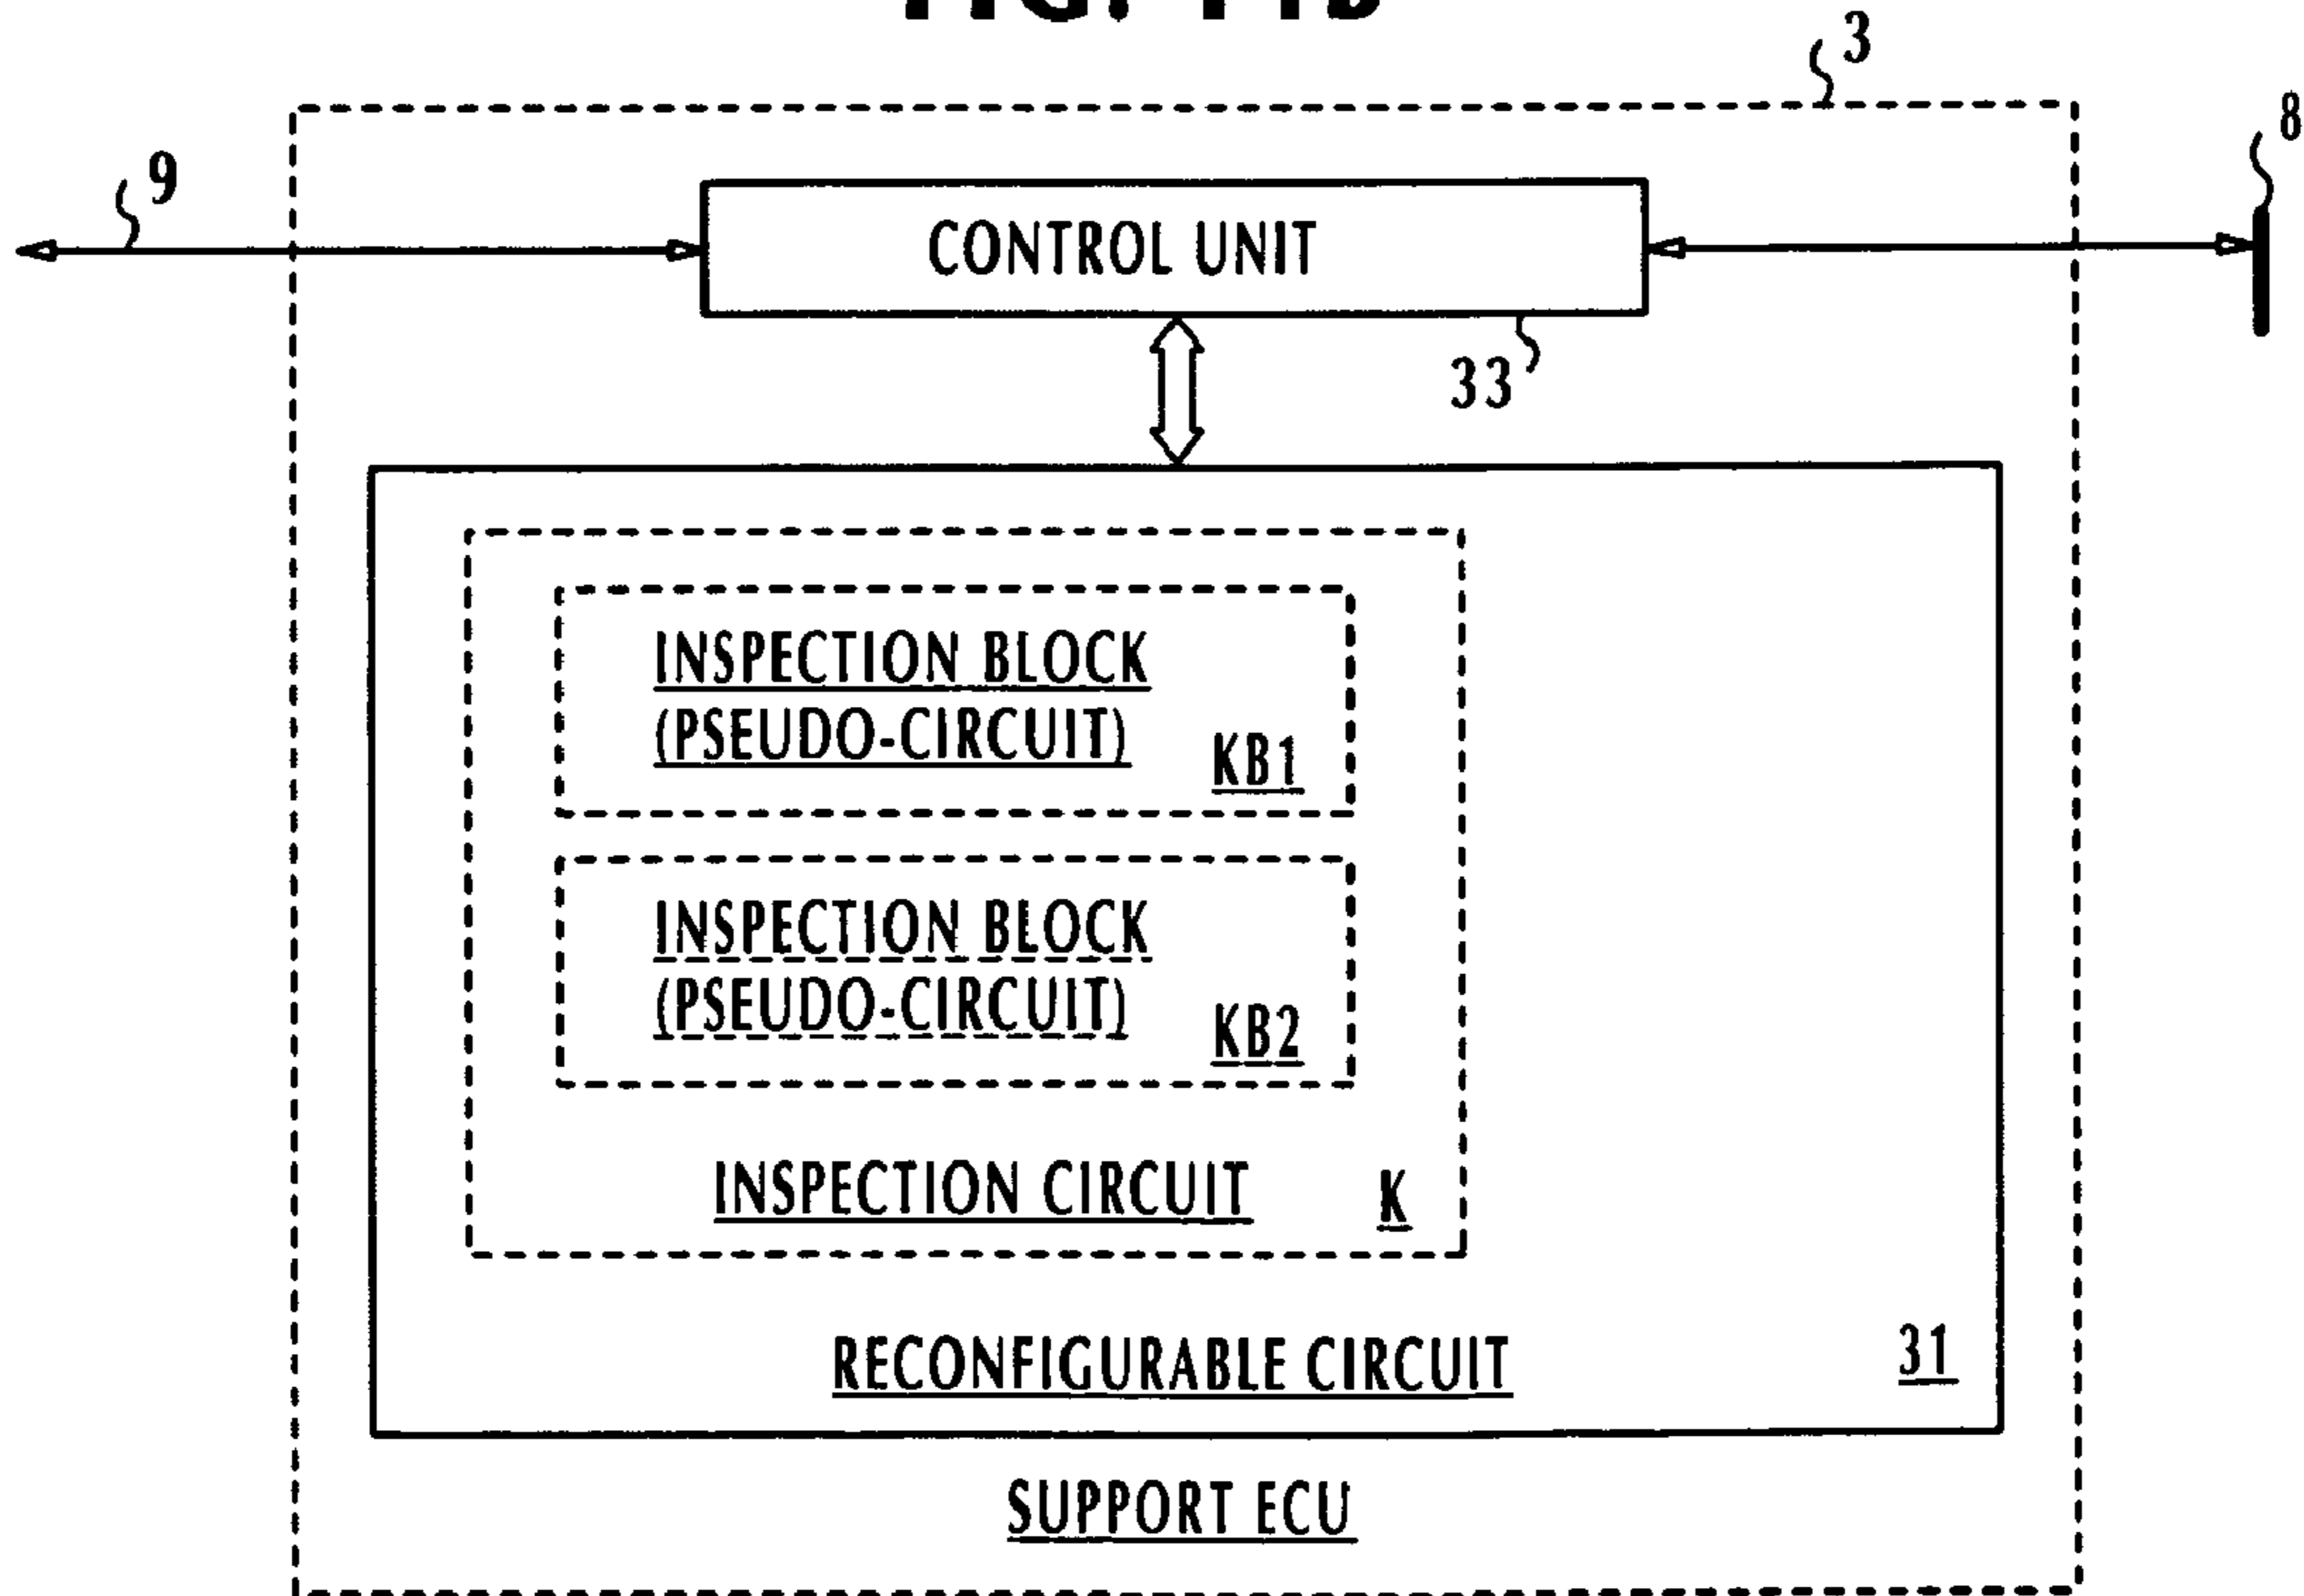 3
8
9
CONTROL UNIT
33
INSPECTION BLOCK
(PSEUDO-CIRCUIT)
KB1
INSPECTION BLOCK
(PSEUDO-CIRCUIT)
KB2
INSPECTION CIRCUIT K
RECONFIGURABLE CIRCUIT 31
SUPPORT ECU